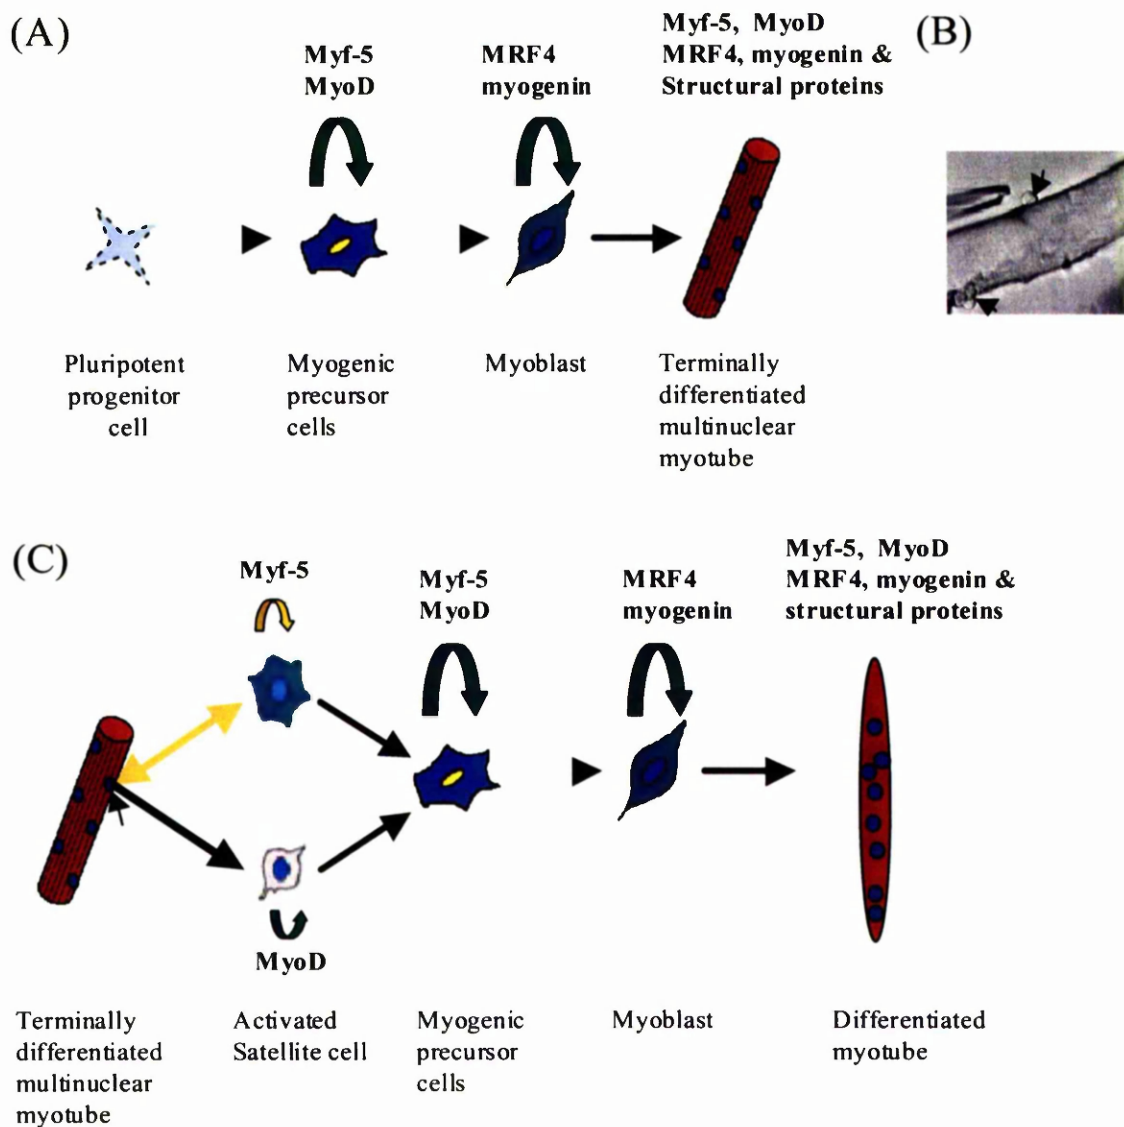 (A)
Myf-5
MyoD
MRF4
myogenin
Myf-5, MyoD
MRF4, myogenin &
Structural proteins
(B)
Pluripotent
progenitor
cell
Myogenic
precursor
cells
Myoblast
Terminally
differentiated
multinuclear
myotube
(C)
Myf-5
Myf-5
MyoD
MRF4
myogenin
Myf-5, MyoD
MRF4, myogenin &
structural proteins
MyoD
Terminally
differentiated
multinuclear
myotube
Activated
Satellite cell
Myogenic
precursor
cells
Myoblast
Differentiated
myotube